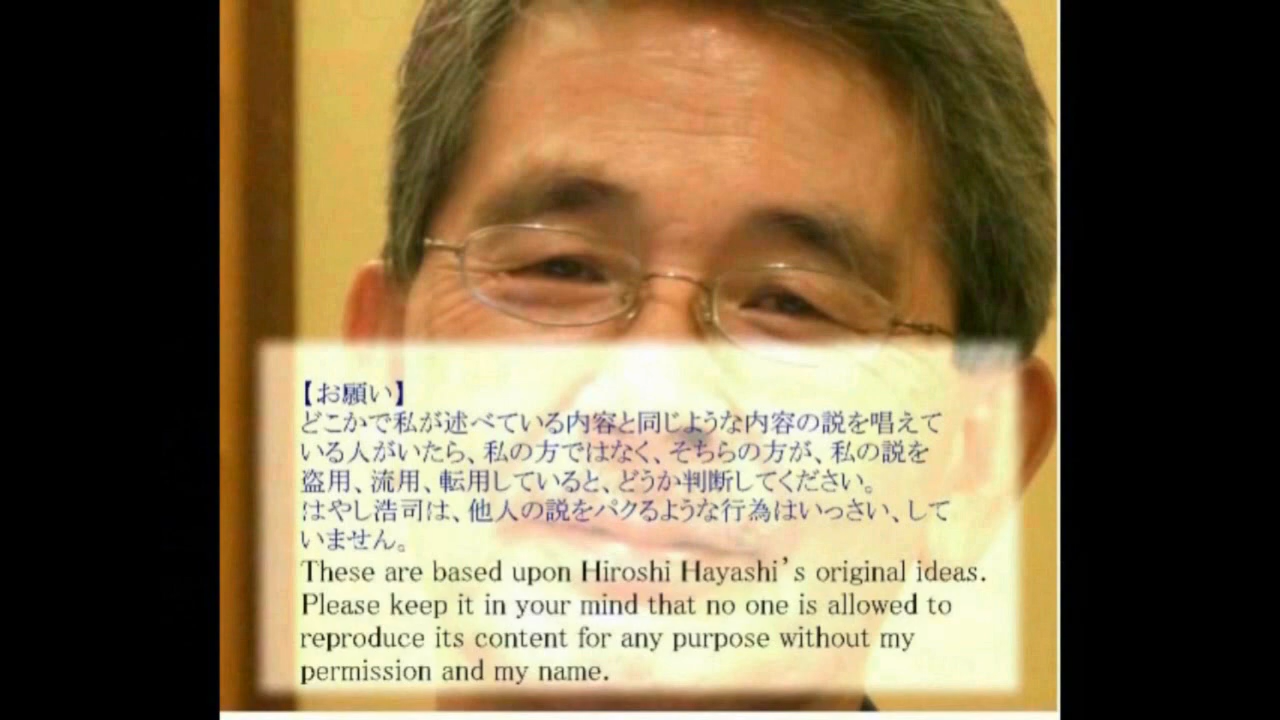 【お願い】
どこかで私が述べている内容と同じような内容の説を唱えて
いる人がいたら、私の方ではなく、そちらの方が、私の説を
盗用、流用、転用していると、どうか判断してください。
はやし浩司は、他人の説をパクるような行為はいっさい、して
いません。
These are based upon Hiroshi Hayashi's original ideas.
Please keep it in your mind that no one is allowed to
reproduce its content for any purpose without my
permission and my name.